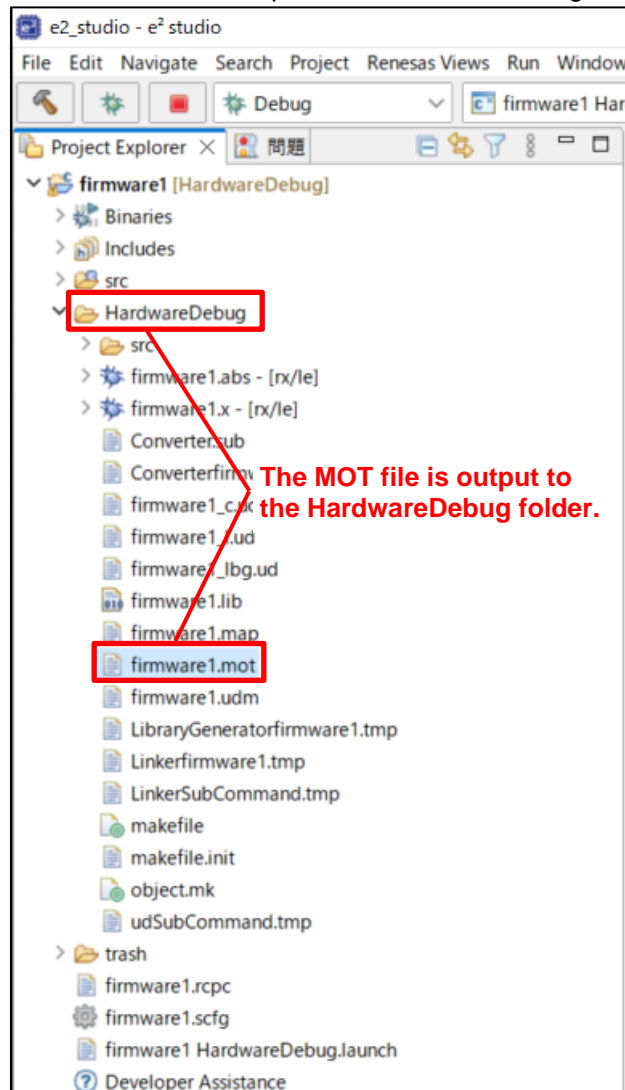 e2_studio - e² studio
File Edit Navigate Search Project Renesas Views Run Window
Debug firmware1 Har
Project Explorer 問題
firmware1 [HardwareDebug]
Binaries
Includes
src
HardwareDebug
src
firmware1.abs - [rx/le]
firmware1.x - [rx/le]
Converter.sub
The MOT file is output to
the HardwareDebug folder.
firmware1_lbg.ud
firmware1.lib
firmware1.map
firmware1.mot
firmware1.udm
LibraryGeneratorfirmware1.tmp
Linkerfirmware1.tmp
LinkerSubCommand.tmp
makefile
makefile.init
object.mk
udSubCommand.tmp
trash
firmware1.rcpc
firmware1.scfg
firmware1 HardwareDebug.launch
Developer Assistance